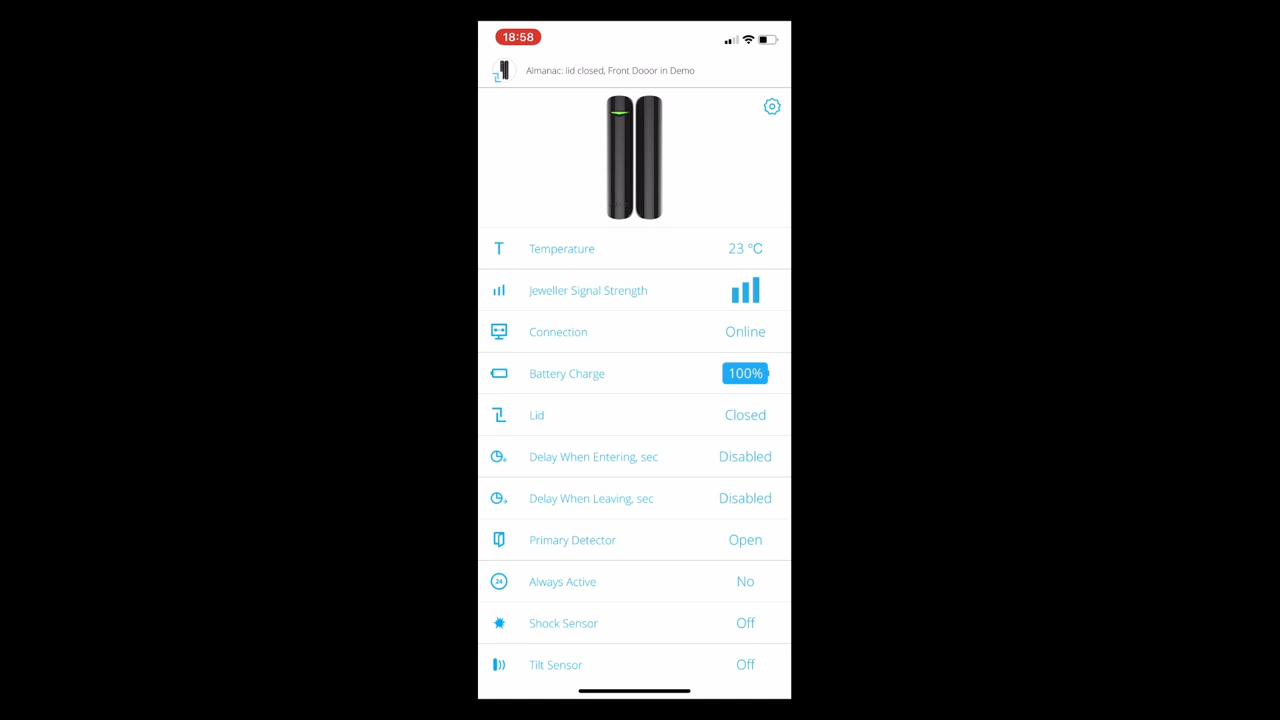 18:58
Almanac: lid closed, Front Dooor in Demo
T Temperature 23 °C
Jeweller Signal Strength
Connection Online
Battery Charge 100%
Lid Closed
Delay When Entering, sec Disabled
Delay When Leaving, sec Disabled
Primary Detector Open
24 Always Active No
Shock Sensor Off
Tilt Sensor Off